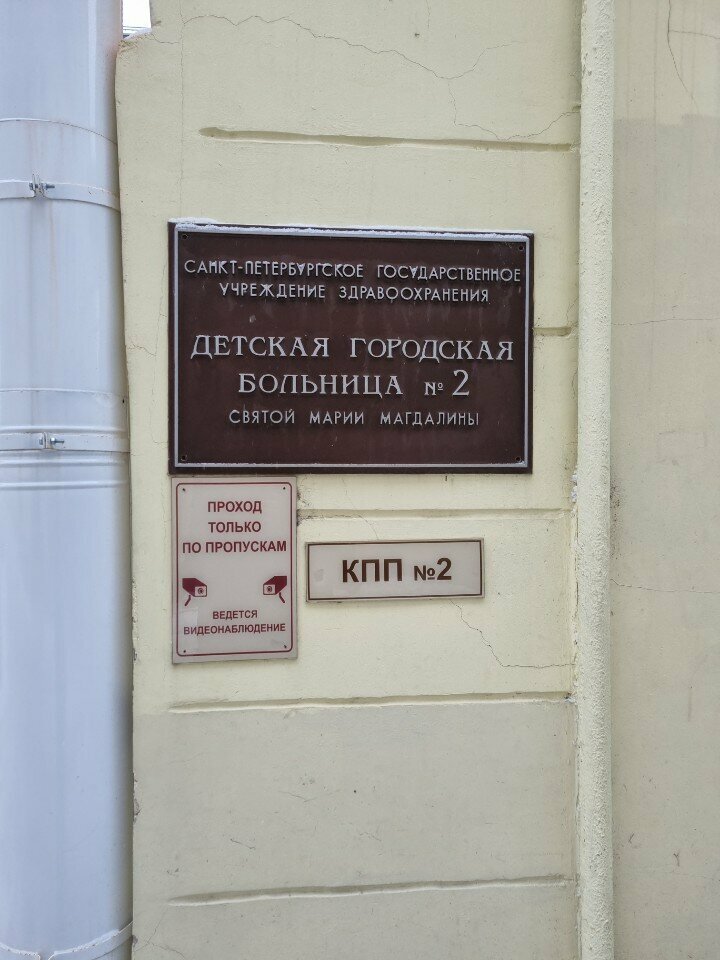 САНКТ-ПЕТЕРБУРГСКОЕ ГОСУДАРСТВЕННОЕ
УЧРЕЖДЕНИЕ ЗДРАВООХРАНЕНИЯ
ДЕТСКАЯ ГОРОДСКАЯ
БОЛЬНИЦА № 2
СВЯТОЙ МАРИИ МАГДАЛИНЫ
ПРОХОД
ТОЛЬКО
ПО ПРОПУСКАМ
ВЕДЕТСЯ
ВИДЕОНАБЛЮДЕНИЕ
КПП №2